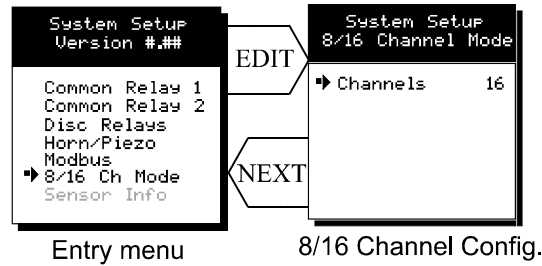 System Setup
Version #.##
Common Relay 1
Common Relay 2
Disc Relays
Horn/Piezo
Modbus
8/16 Ch Mode
Sensor Info
Entry menu
EDIT
NEXT
System Setup
8/16 Channel Mode
Channels 16
8/16 Channel Config.